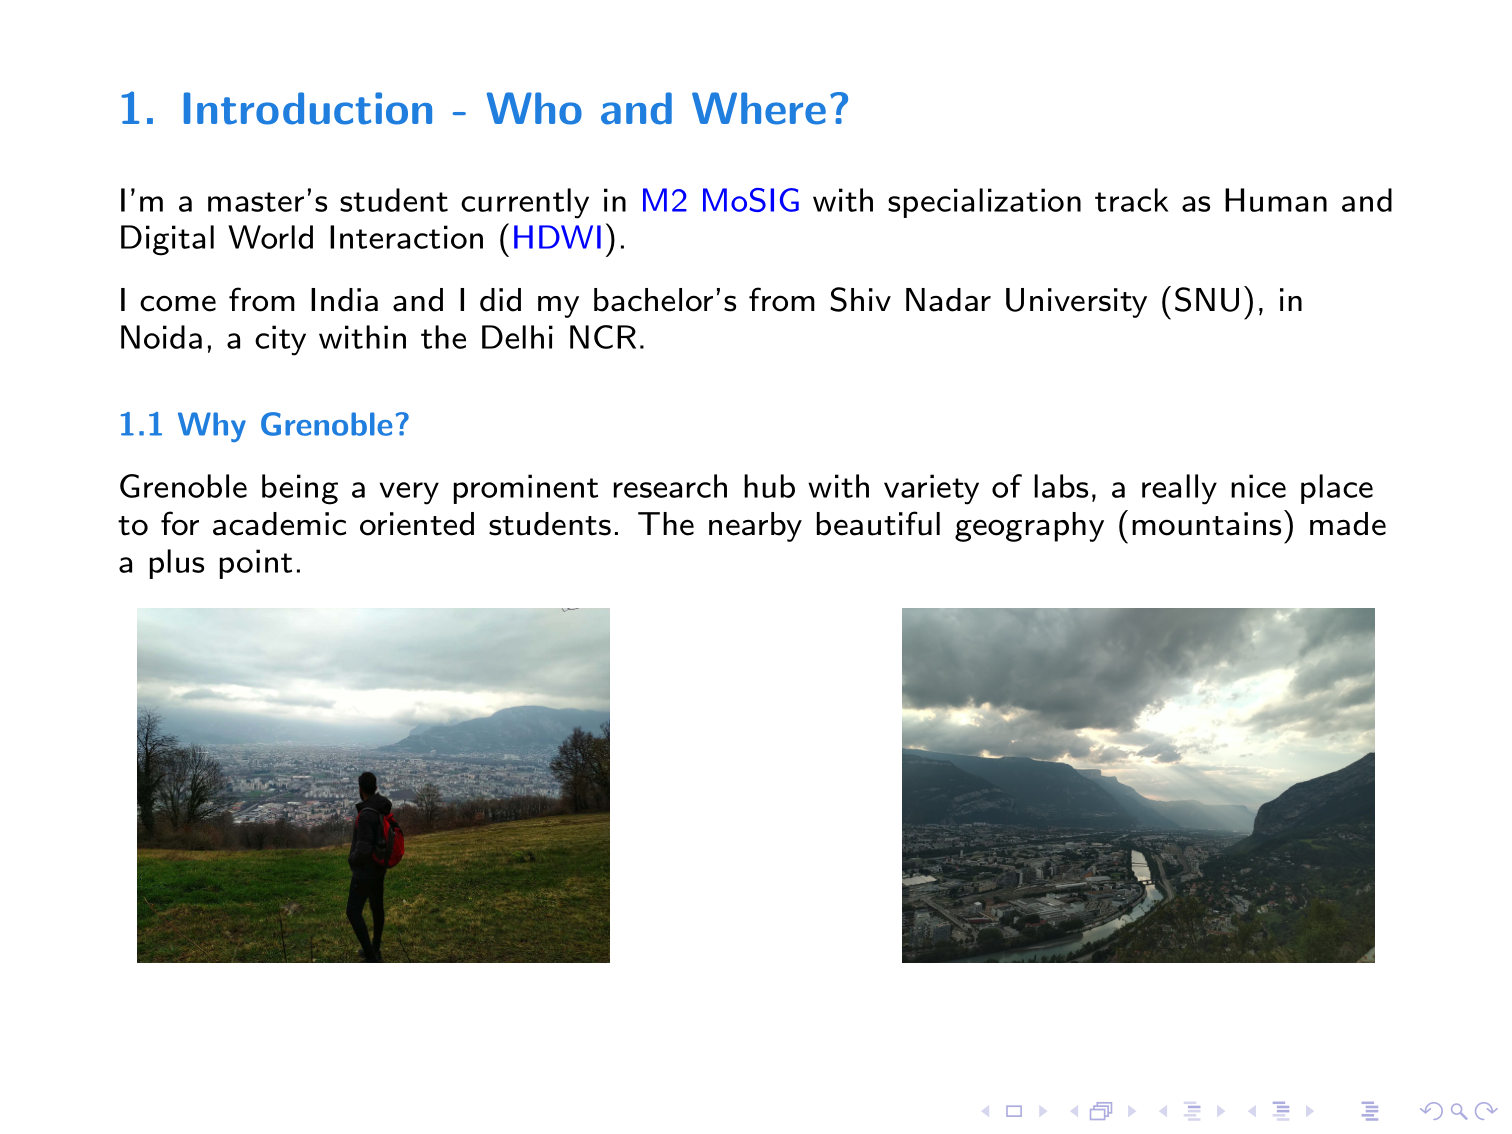 1. Introduction - Who and Where?
I'm a master's student currently in M2 MoSIG with specialization track as Human and
Digital World Interaction (HDWI).
I come from India and I did my bachelor's from Shiv Nadar University (SNU), in
Noida, a city within the Delhi NCR.
1.1 Why Grenoble?
Grenoble being a very prominent research hub with variety of labs, a really nice place
to for academic oriented students. The nearby beautiful geography (mountains) made
a plus point.